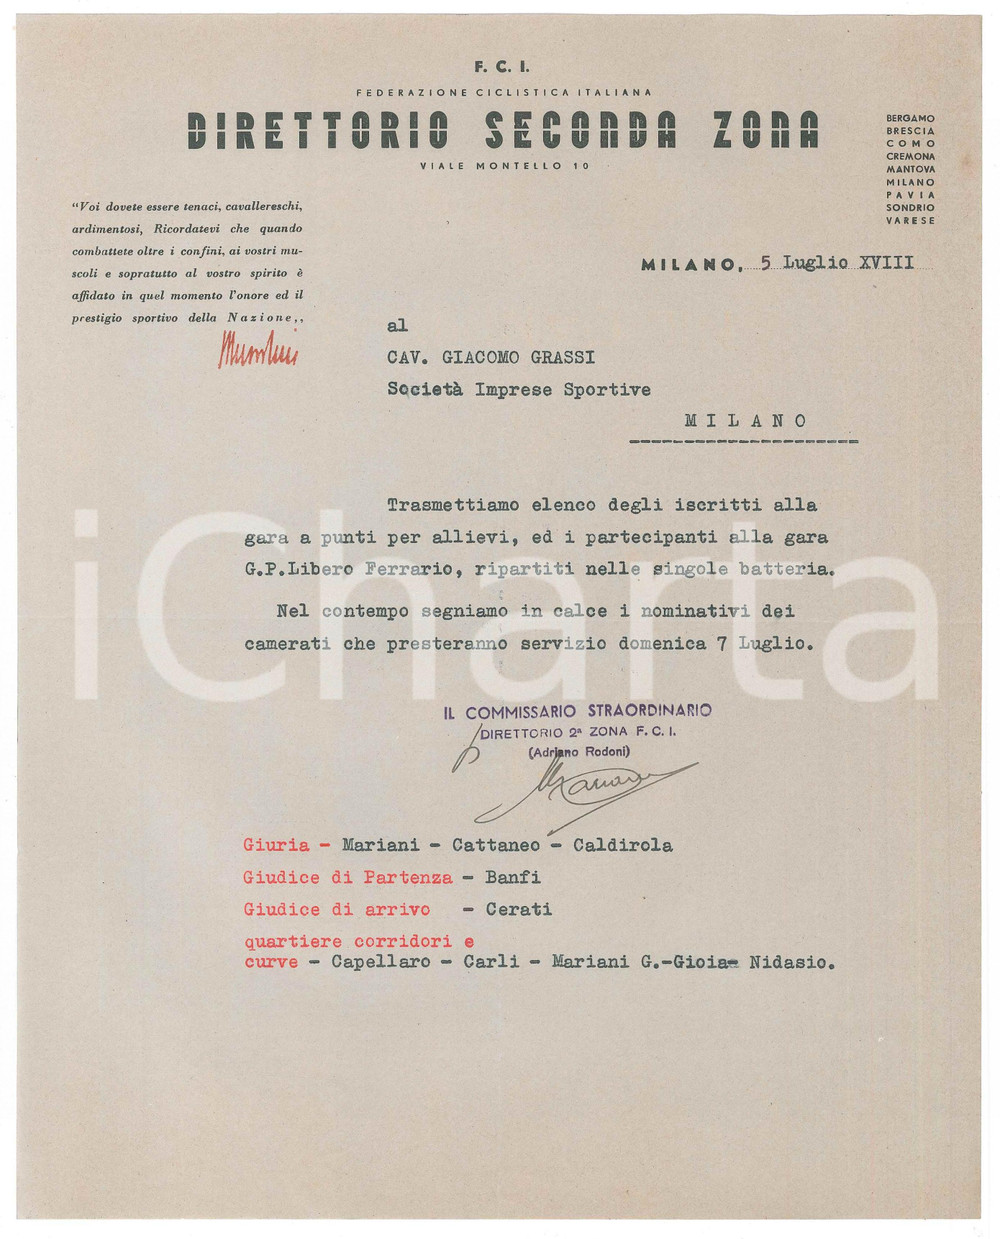 F. C. I.
FEDERAZIONE CICLISTICA ITALIANA
DIRETTORIO SECONDA ZONA
VIALE MONTELLO 10
BERGAMO
BRESCIA
COMO
CREMONA
MANTOVA
MILANO
PAVIA
SONDRIO
VARESE
“Voi dovete essere tenaci, cavallereschi,
ardimentosi, Ricordatevi che quando
combattete oltre i confini, ai vostri mu-
scoli e sopratutto al vostro spirito è
affidato in quel momento l'onore ed il
prestigio sportivo della Nazione,,
Mussolini
MILANO, 5 Luglio XVIII
al
CAV. GIACOMO GRASSI
Società Imprese Sportive
MILANO
Trasmettiamo elenco degli iscritti alla
gara a punti per allievi, ed i partecipanti alla gara
G.P.Libero Ferrario, ripartiti nelle singole batteria.
Nel contempo segniamo in calce i nominativi dei
camerati che presteranno servizio domenica 7 Luglio.
iCharta
IL COMMISSARIO STRAORDINARIO
DIRETTORIO 2ª ZONA F. C. I.
(Adriano Rodoni)
Giuria - Mariani - Cattaneo - Caldirola
Giudice di Partenza - Banfi
Giudice di arrivo - Cerati
quartiere corridori e
curve - Capellaro - Carli - Mariani G.-Gioia- Nidasio.